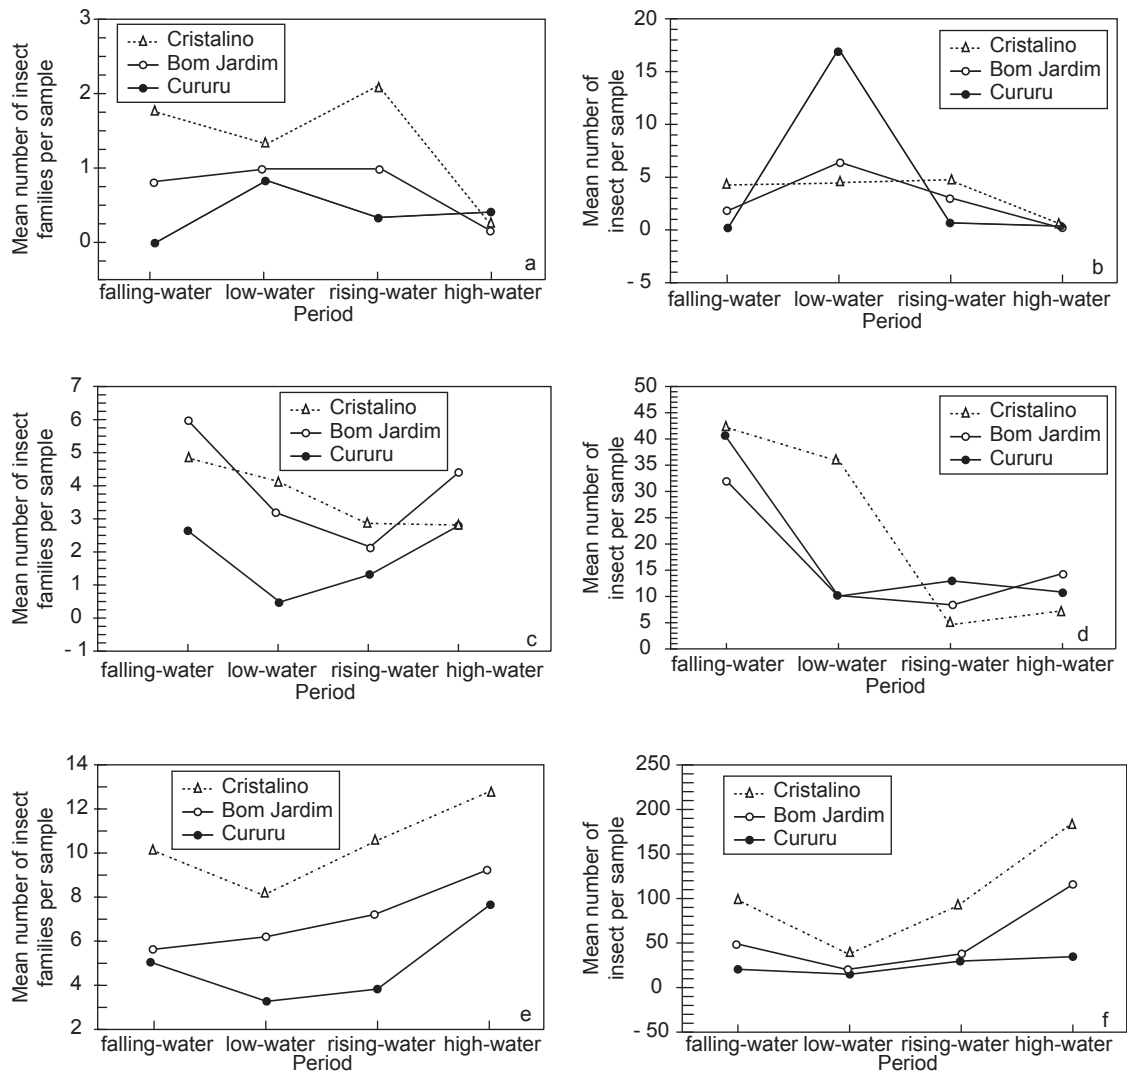 Mean number of insect
families per sample
3
2
1
0
Cristalino
Bom Jardim
Cururu
a
falling-water low-water rising-water high-water
Period
Mean number of
insect per sample
20
15
10
5
0
- 5
Cristalino
Bom Jardim
Cururu
b
falling-water low-water rising-water high-water
Period
Mean number of insect
families per sample
7
6
5
4
3
2
1
0
- 1
Cristalino
Bom Jardim
Cururu
c
falling-water low-water rising-water high-water
Period
Mean number of
insect per sample
50
45
40
35
30
25
20
15
10
5
0
Cristalino
Bom Jardim
Cururu
d
falling-water low-water rising-water high-water
Period
Mean number of insect
families per sample
14
12
10
8
6
4
2
Cristalino
Bom Jardim
Cururu
e
falling-water low-water rising-water high-water
Period
Mean number of
insect per sample
250
200
150
100
50
0
- 50
Cristalino
Bom Jardim
Cururu
f
falling-water low-water rising-water high-water
Period